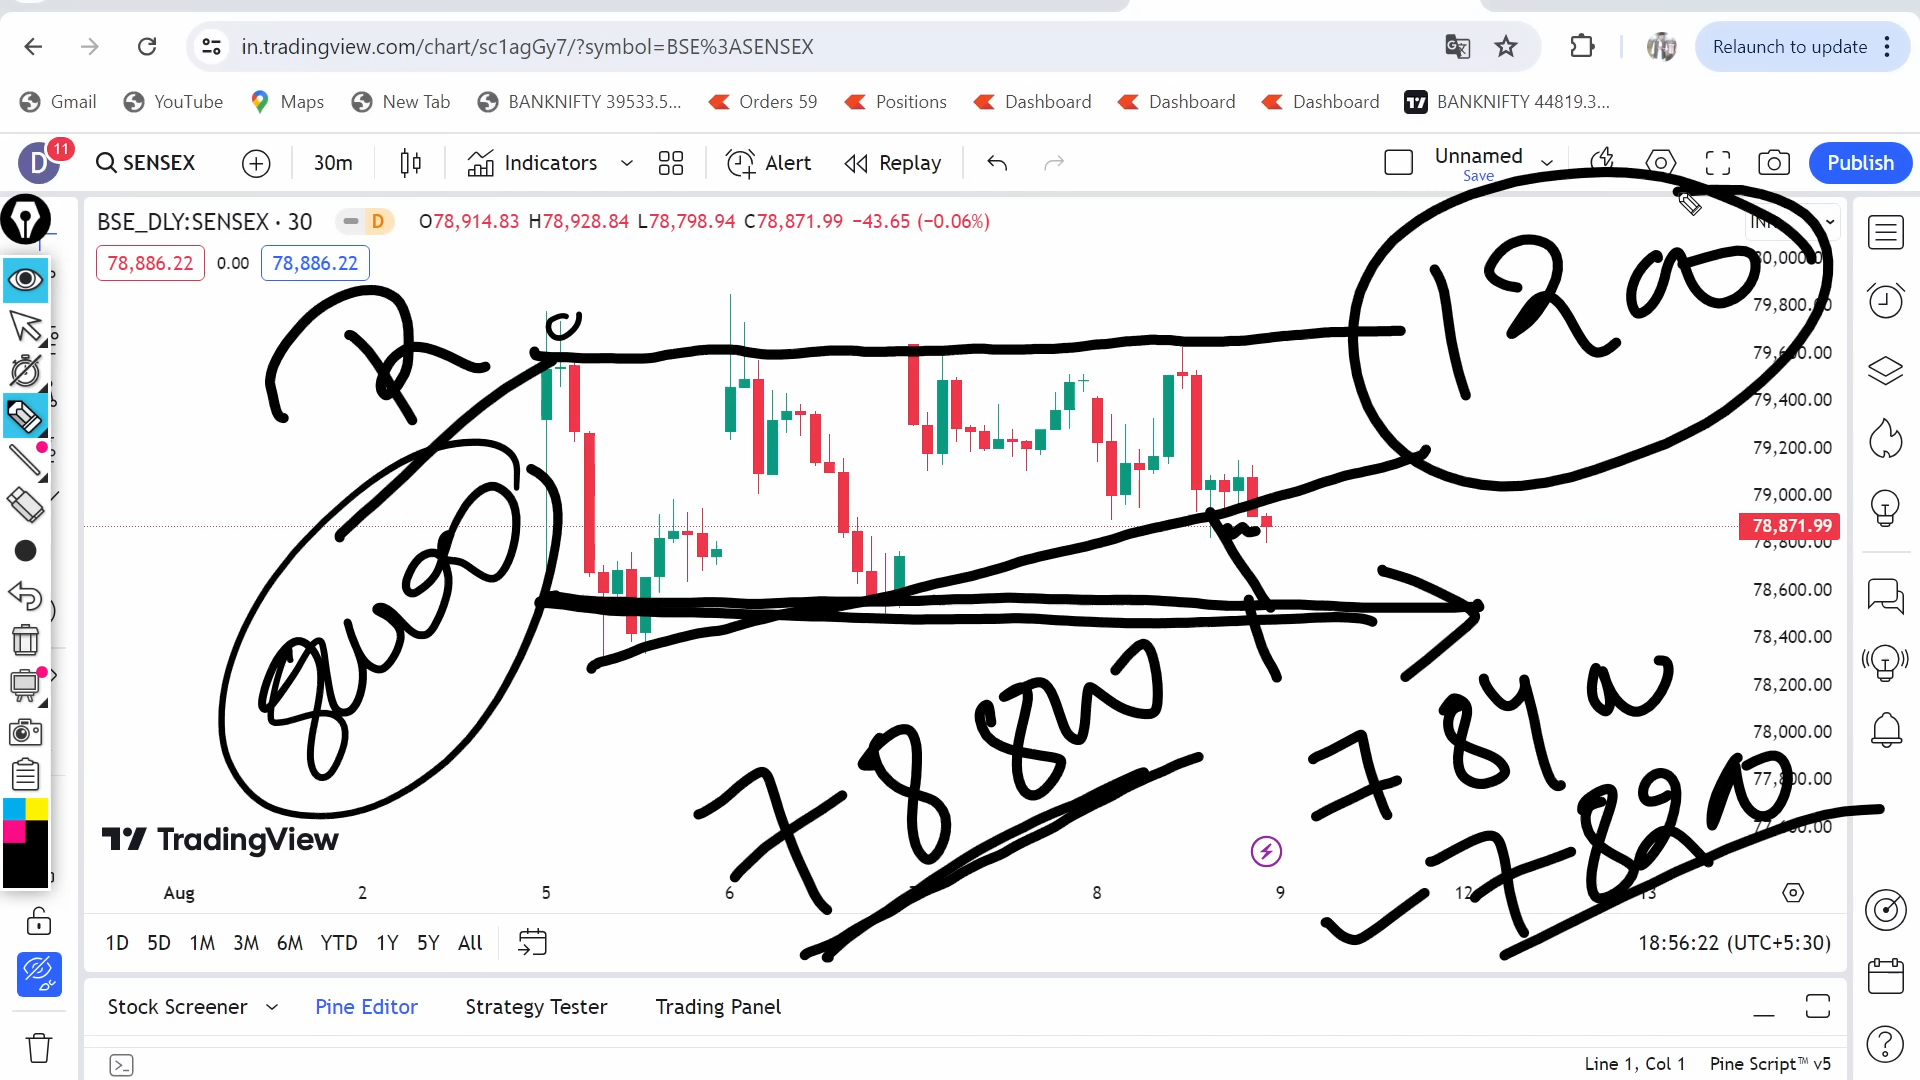 in.tradingview.com/chart/sc1agGy7/?symbol=BSE%3ASENSEX
Relaunch to update
Gmail YouTube Maps New Tab BANKNIFTY 39533.5... Orders 59 Positions Dashboard Dashboard Dashboard BANKNIFTY 44819.3...
D 11 SENSEX 30m Indicators Alert Replay Unnamed Save Publish
BSE_DLY:SENSEX · 30 D O78,914.83 H78,928.84 L78,798.94 C78,871.99 −43.65 (−0.06%)
78,886.22 0.00 78,886.22
1200
79,800.00
79,400.00
79,200.00
79,000.00
78,871.99
78,800.00
78,600.00
78,400.00
78,200.00
78,000.00
R
78800
784
TradingView
Aug 2 5 6 8 9 12 13
1D 5D 1M 3M 6M YTD 1Y 5Y All 18:56:22 (UTC+5:30)
Stock Screener Pine Editor Strategy Tester Trading Panel
Line 1, Col 1 Pine Script™ v5